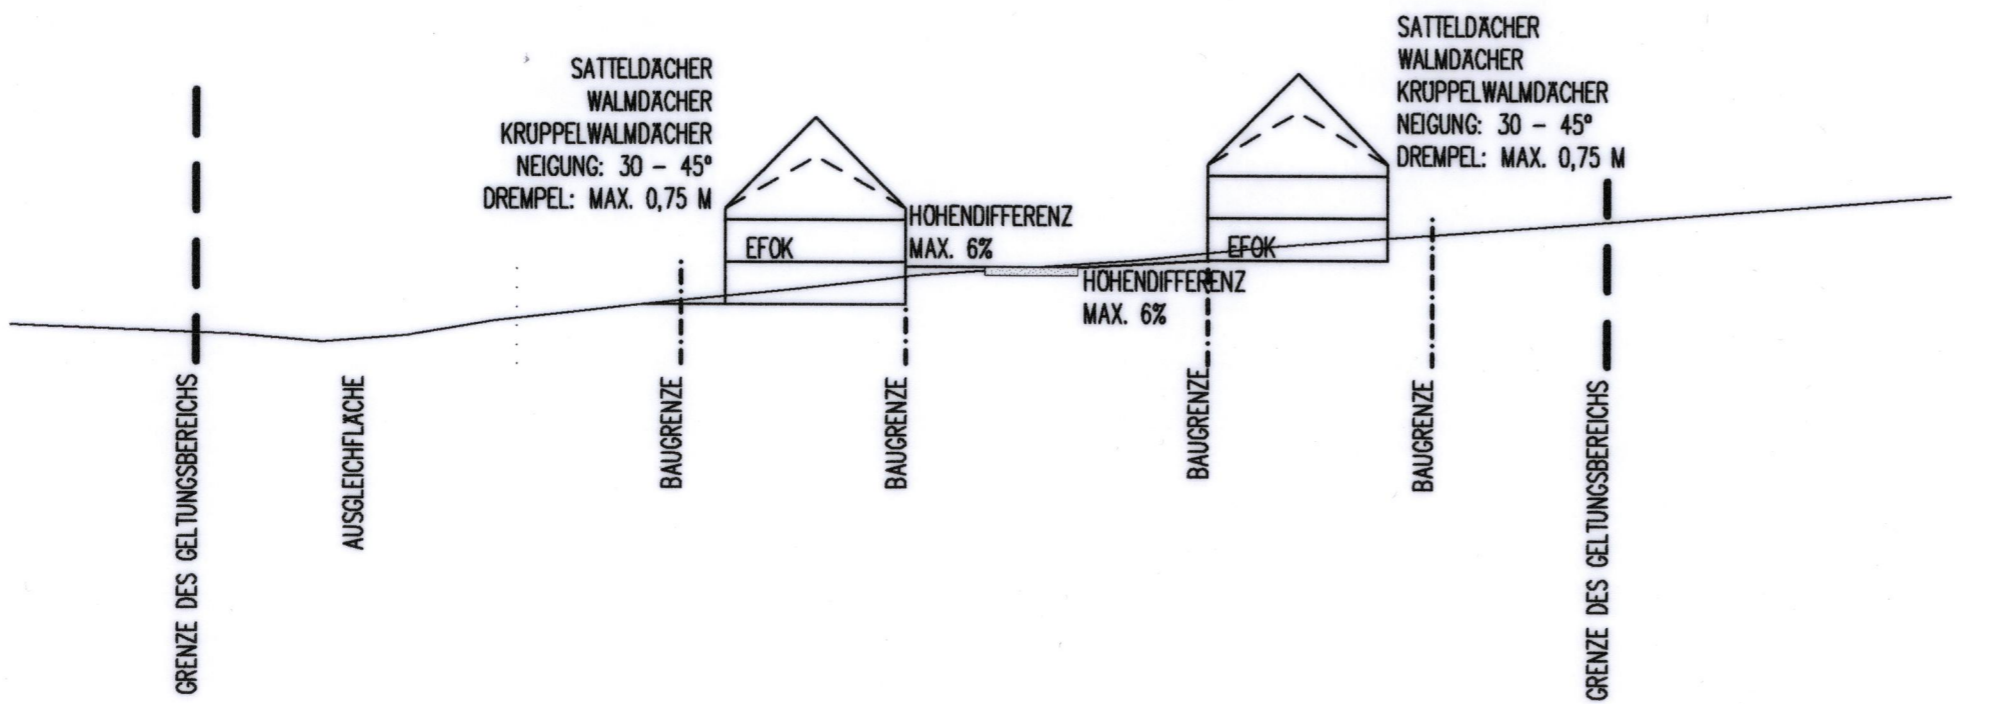 SATTELDÄCHER
WALMDÄCHER
KRÜPPELWALMDÄCHER
NEIGUNG: 30 – 45°
DREMPEL: MAX. 0,75 M
SATTELDÄCHER
WALMDÄCHER
KRÜPPELWALMDÄCHER
NEIGUNG: 30 – 45°
DREMPEL: MAX. 0,75 M
HÖHENDIFFERENZ
MAX. 6%
EFOK
EFOK
HÖHENDIFFERENZ
MAX. 6%
GRENZE DES GELTUNGSBEREICHS
AUSGLEICHFLÄCHE
BAUGRENZE
BAUGRENZE
BAUGRENZE
BAUGRENZE
GRENZE DES GELTUNGSBEREICHS